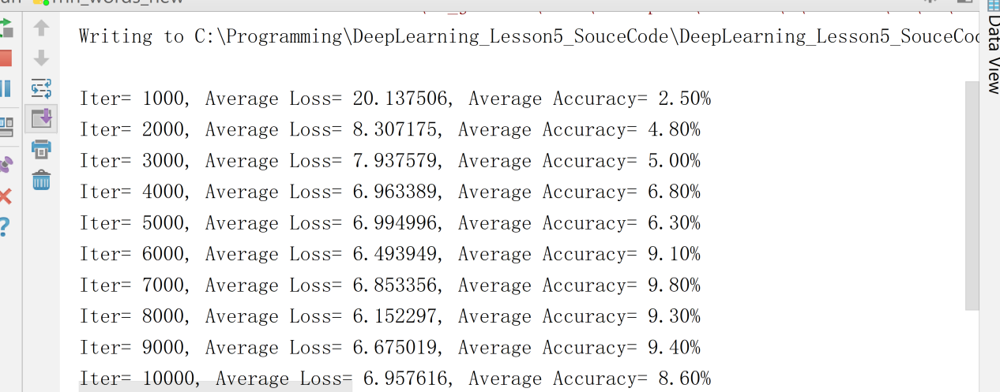 rnn_words_new
Writing to C:\Programming\DeepLearning_Lesson5_SouceCode\DeepLearning_Lesson5_SouceCoc
Iter= 1000, Average Loss= 20.137506, Average Accuracy= 2.50%
Iter= 2000, Average Loss= 8.307175, Average Accuracy= 4.80%
Iter= 3000, Average Loss= 7.937579, Average Accuracy= 5.00%
Iter= 4000, Average Loss= 6.963389, Average Accuracy= 6.80%
Iter= 5000, Average Loss= 6.994996, Average Accuracy= 6.30%
Iter= 6000, Average Loss= 6.493949, Average Accuracy= 9.10%
Iter= 7000, Average Loss= 6.853356, Average Accuracy= 9.80%
Iter= 8000, Average Loss= 6.152297, Average Accuracy= 9.30%
Iter= 9000, Average Loss= 6.675019, Average Accuracy= 9.40%
Iter= 10000, Average Loss= 6.957616, Average Accuracy= 8.60%
Data View